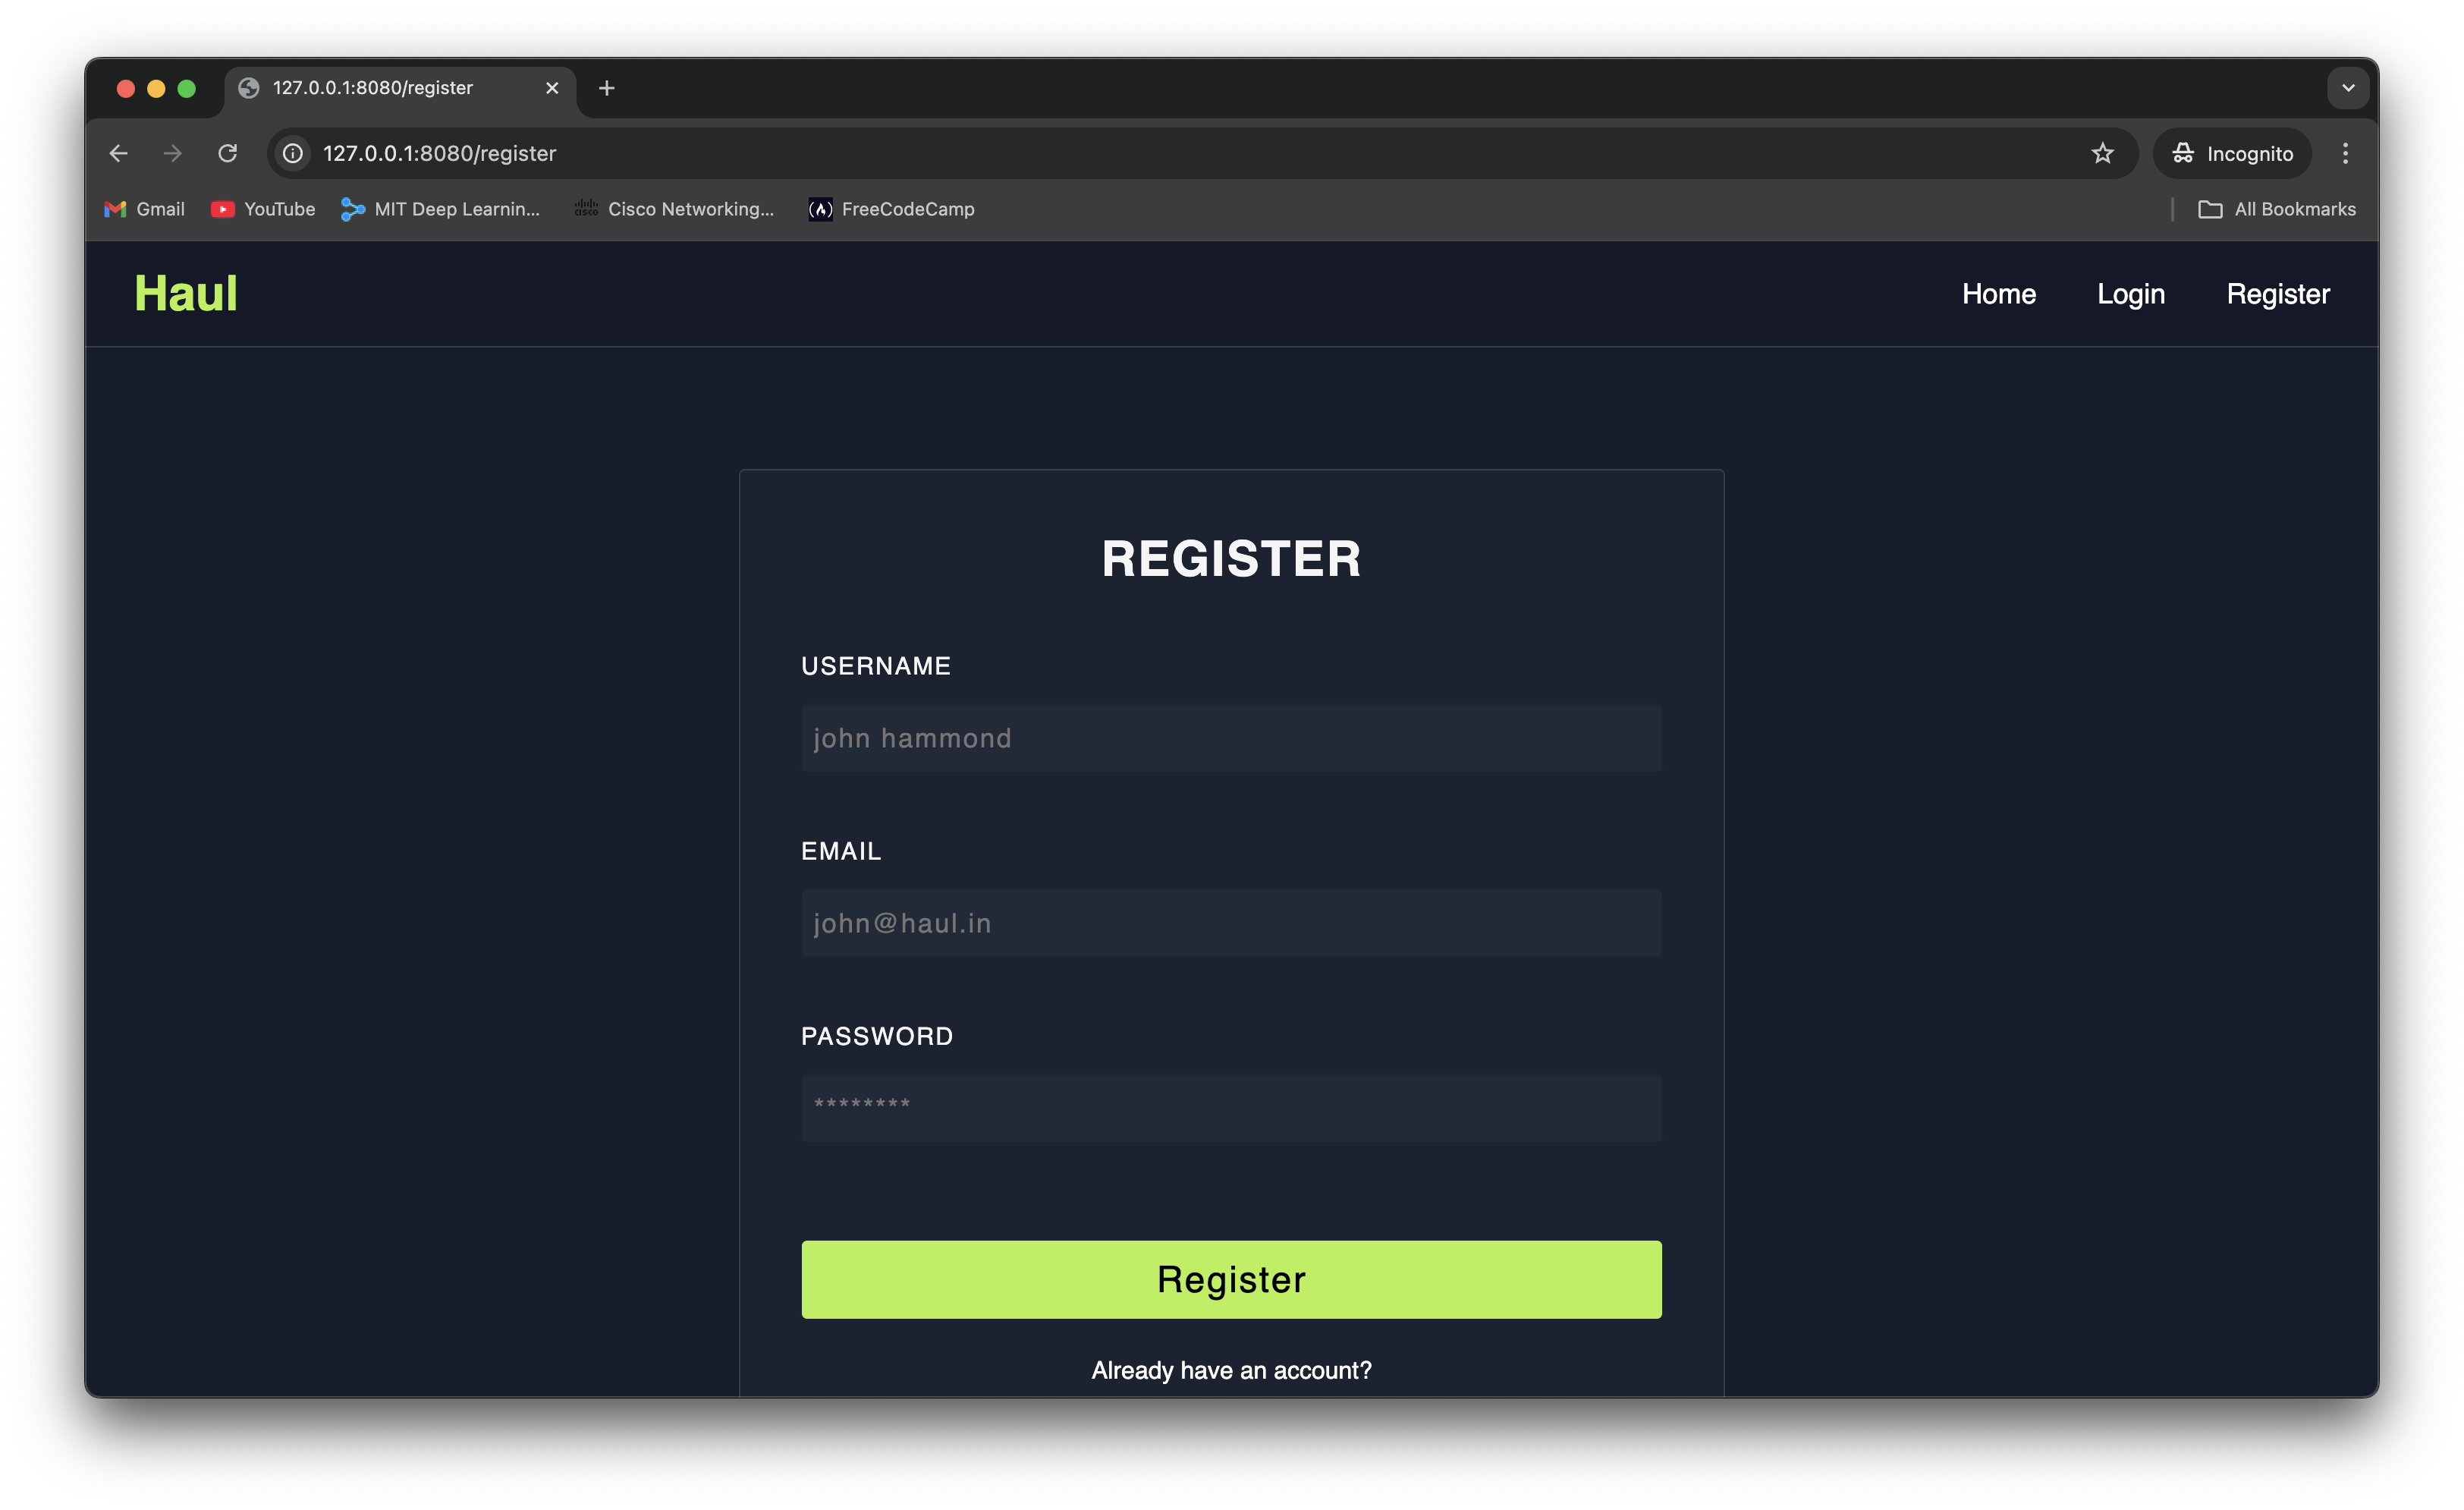 127.0.0.1:8080/register
127.0.0.1:8080/register
Incognito
Gmail YouTube MIT Deep Learnin... Cisco Networking... FreeCodeCamp All Bookmarks
Haul Home Login Register
REGISTER
USERNAME
john hammond
EMAIL
john@haul.in
PASSWORD
********
Register
Already have an account?